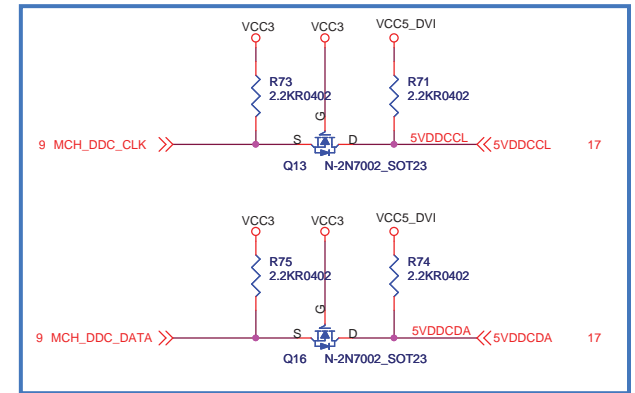 VCC3 VCC3 VCC5_DVI
R73 R71
2.2KR0402 2.2KR0402
G
9 MCH_DDC_CLK S D 5VDDCCL 5VDDCCL 17
Q13 N-2N7002_SOT23
VCC3 VCC3 VCC5_DVI
R75 R74
2.2KR0402 2.2KR0402
G
9 MCH_DDC_DATA S D 5VDDCDA 5VDDCDA 17
Q16 N-2N7002_SOT23